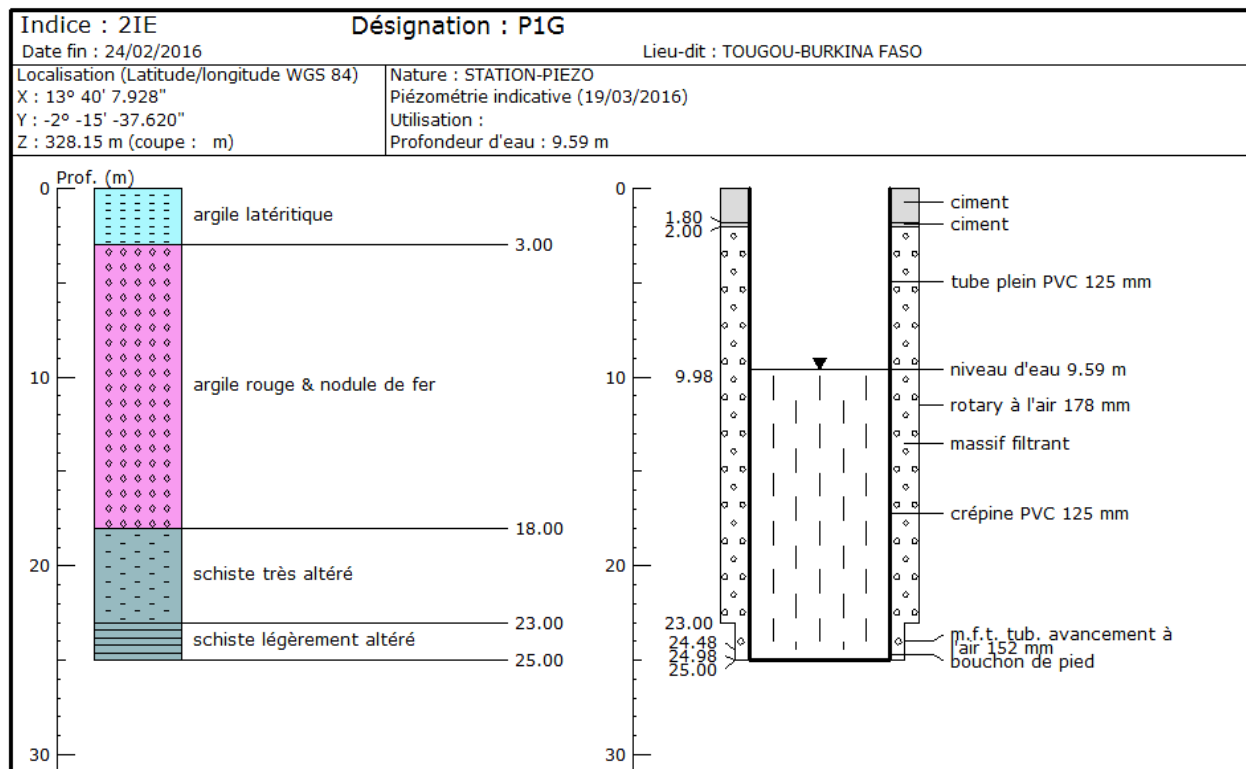 Indice : 2IE Désignation : P1G
Date fin : 24/02/2016 Lieu-dit : TOUGOU-BURKINA FASO
Localisation (Latitude/longitude WGS 84)
X : 13° 40' 7.928"
Y : -2° -15' -37.620"
Z : 328.15 m (coupe : m)
Nature : STATION-PIEZO
Piézométrie indicative (19/03/2016)
Utilisation :
Profondeur d'eau : 9.59 m
Prof. (m)
0
10
20
30
argile latéritique
3.00
argile rouge & nodule de fer
18.00
schiste très altéré
23.00
schiste légèrement altéré
25.00
0
10
20
30
1.80
2.00
9.98
23.00
24.48
24.98
25.00
ciment
ciment
tube plein PVC 125 mm
niveau d'eau 9.59 m
rotary à l'air 178 mm
massif filtrant
crépine PVC 125 mm
m.f.t. tub. avancement à
l'air 152 mm
bouchon de pied